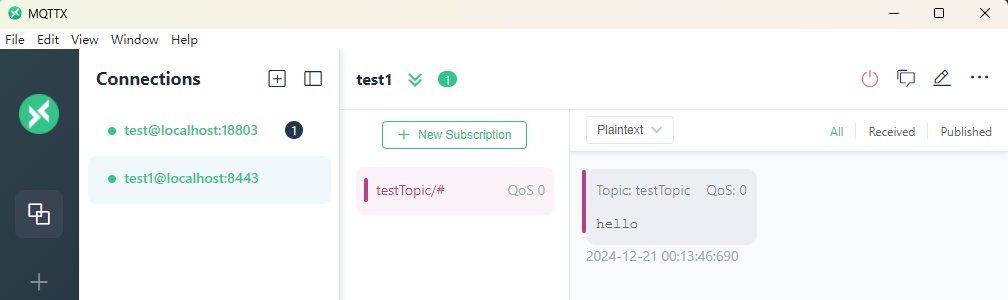 MQTTX
File Edit View Window Help
Connections
test@localhost:18803 1
test1@localhost:8443
test1 1
+ New Subscription
testTopic/# QoS 0
Plaintext
All Received Published
Topic: testTopic QoS: 0
hello
2024-12-21 00:13:46:690